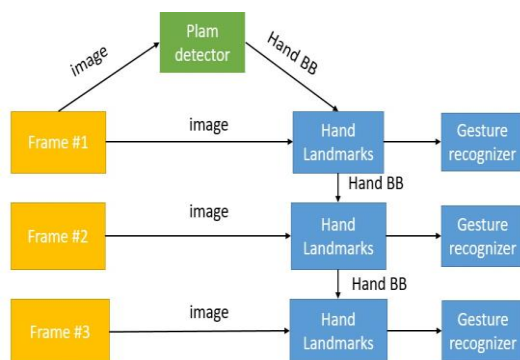 Plam
detector
image
Hand BB
Frame #1
image
Hand
Landmarks
Gesture
recognizer
Hand BB
Frame #2
image
Hand
Landmarks
Gesture
recognizer
Hand BB
Frame #3
image
Hand
Landmarks
Gesture
recognizer